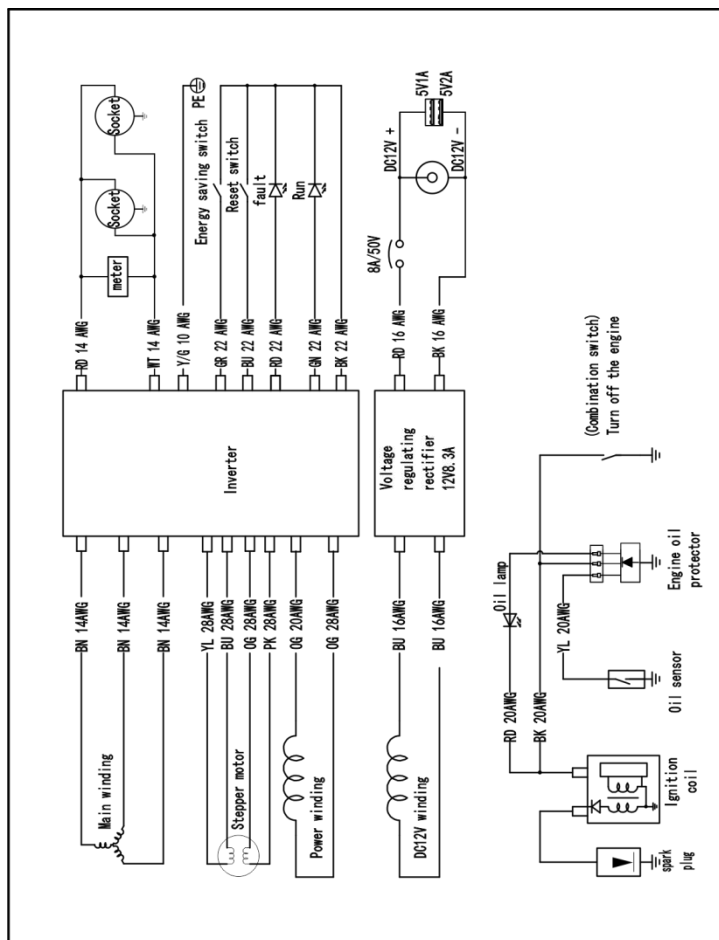 Socket
Socket
meter
PE
Energy saving switch
Reset switch
fault
Run
5V1A
5V2A
DC12V +
DC12V -
8A/50V
RD 14 AWG
WT 14 AWG
Y/G 10 AWG
GR 22 AWG
BU 22 AWG
RD 22 AWG
GN 22 AWG
BK 22 AWG
RD 16 AWG
BK 16 AWG
Inverter
Voltage
regulating
rectifier
12V8.3A
BN 14AWG
BN 14AWG
BN 14AWG
YL 28AWG
BU 28AWG
OG 28AWG
PK 28AWG
OG 20AWG
OG 28AWG
BU 16AWG
BU 16AWG
Main winding
Stepper motor
Power winding
DC12V winding
(Combination switch)
Turn off the engine
Engine oil
protector
Oil lamp
YL 20AWG
Oil sensor
RD 20AWG
BK 20AWG
Ignition
coil
spark
plug